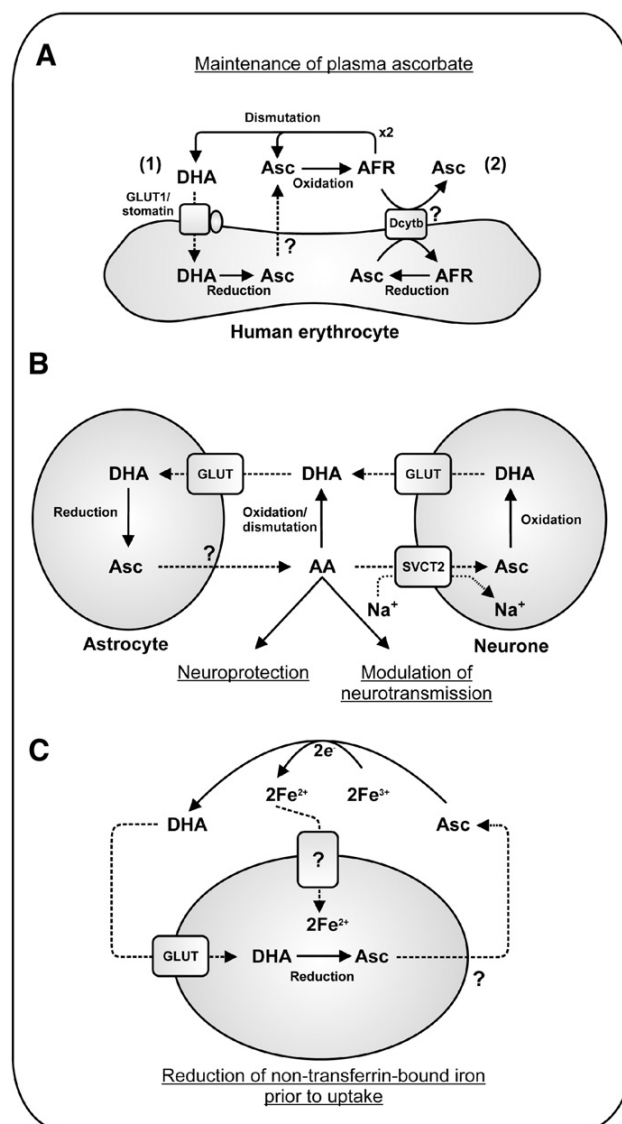 A
Maintenance of plasma ascorbate
Dismutation
x2
(1)
DHA
Asc
Oxidation
AFR
Asc
(2)
GLUT1/
stomatin
?
Dcytb
?
DHA
Reduction
Asc
Asc
Reduction
AFR
Human erythrocyte
B
DHA
GLUT
DHA
GLUT
DHA
Reduction
Oxidation/
dismutation
Oxidation
Asc
?
AA
SVCT2
Asc
Na⁺
Na⁺
Astrocyte
Neurone
Neuroprotection
Modulation of
neurotransmission
C
2e⁻
2Fe²⁺
2Fe³⁺
DHA
Asc
?
2Fe²⁺
GLUT
DHA
Reduction
Asc
?
Reduction of non-transferrin-bound iron
prior to uptake